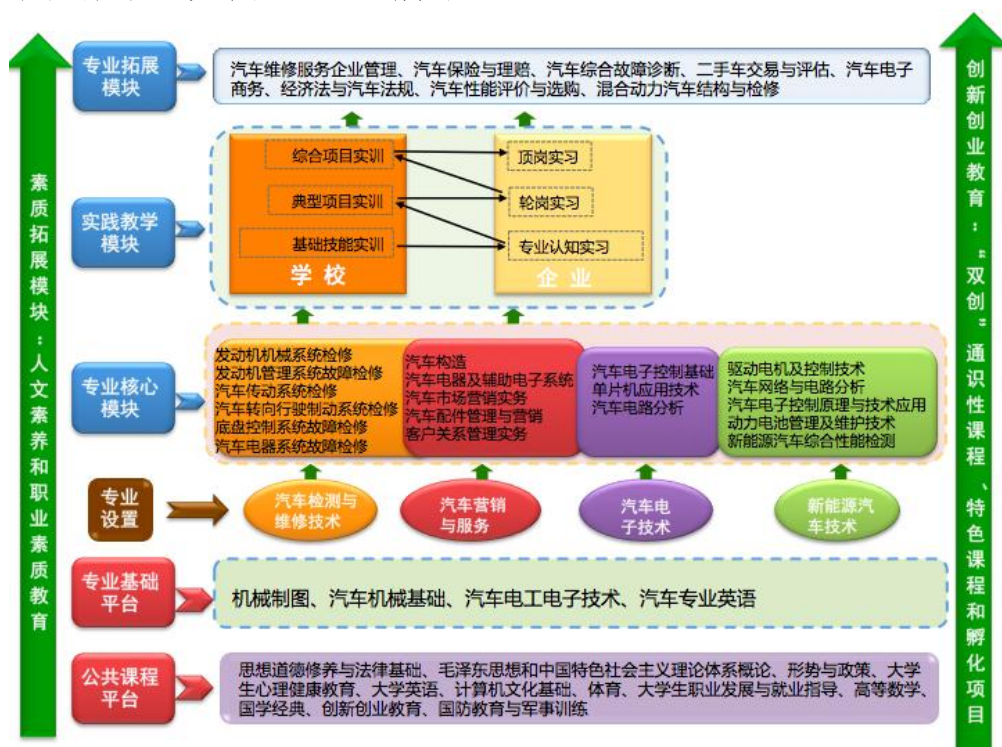 专业拓展
模块
汽车维修服务企业管理、汽车保险与理赔、汽车综合故障诊断、二手车交易与评估、汽车电子
商务、经济法与汽车法规、汽车性能评价与选购、混合动力汽车结构与检修
素质拓展模块：人文素养和职业素质教育
创新创业教育："双创"通识性课程、特色课程和孵化项目
实践教学
模块
综合项目实训
典型项目实训
基础技能实训
学校
顶岗实习
轮岗实习
专业认知实习
企业
专业核心
模块
发动机机械系统检修
发动机管理系统故障检修
汽车传动系统检修
汽车转向行驶制动系统检修
底盘控制系统故障检修
汽车电器系统故障检修
汽车构造
汽车电器及辅助电子系统
汽车市场营销实务
汽车配件管理与营销
客户关系管理实务
汽车电子控制基础
单片机应用技术
汽车电路分析
驱动电机及控制技术
汽车网络与电路分析
汽车电子控制原理与技术应用
动力电池管理及维护技术
新能源汽车综合性能检测
专业
设置
汽车检测与
维修技术
汽车营销
与服务
汽车电
子技术
新能源汽
车技术
专业基础
平台
机械制图、汽车机械基础、汽车电工电子技术、汽车专业英语
公共课程
平台
思想道德修养与法律基础、毛泽东思想和中国特色社会主义理论体系概论、形势与政策、大学
生心理健康教育、大学英语、计算机文化基础、体育、大学生职业发展与就业指导、高等数学、
国学经典、创新创业教育、国防教育与军事训练